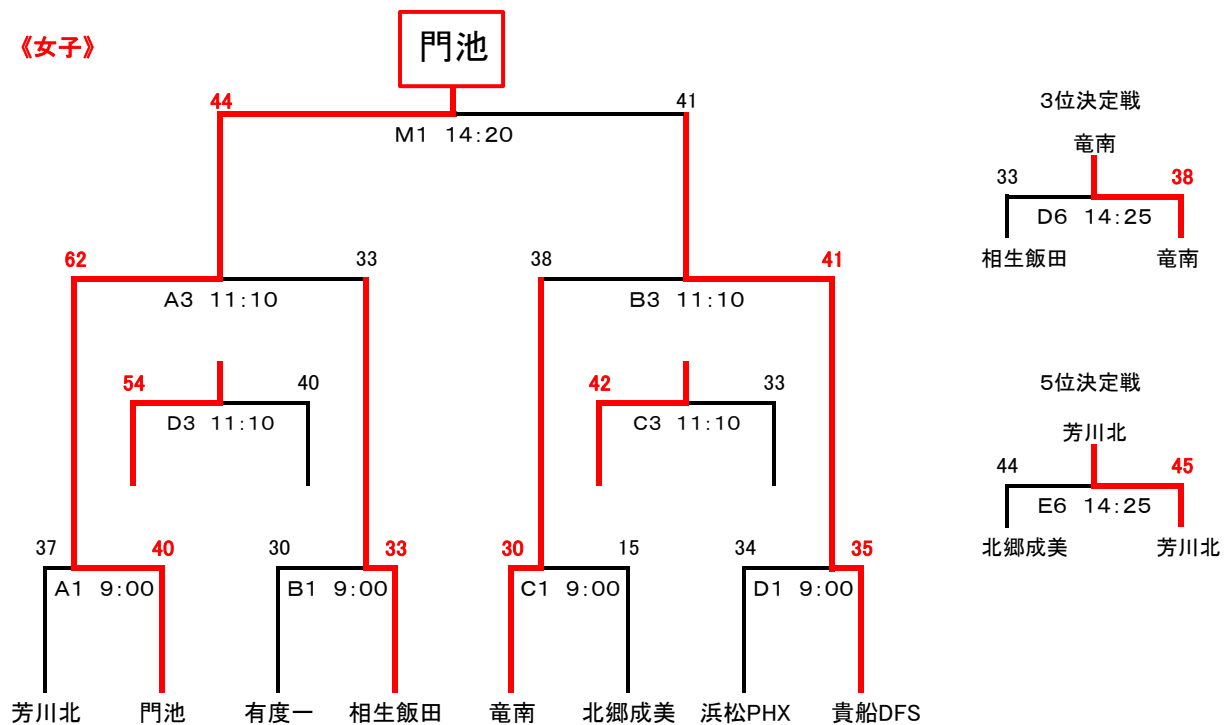 門池
《女子》
44
41
M1 14:20
3位決定戦
竜南
33
38
D6 14:25
相生飯田
竜南
62
33
38
41
A3 11:10
B3 11:10
54
40
42
33
D3 11:10
C3 11:10
5位決定戦
芳川北
44
45
E6 14:25
北郷成美
芳川北
37
40
30
33
30
15
34
35
A1 9:00
B1 9:00
C1 9:00
D1 9:00
芳川北
門池
有度一
相生飯田
竜南
北郷成美
浜松PHX
貴船DFS